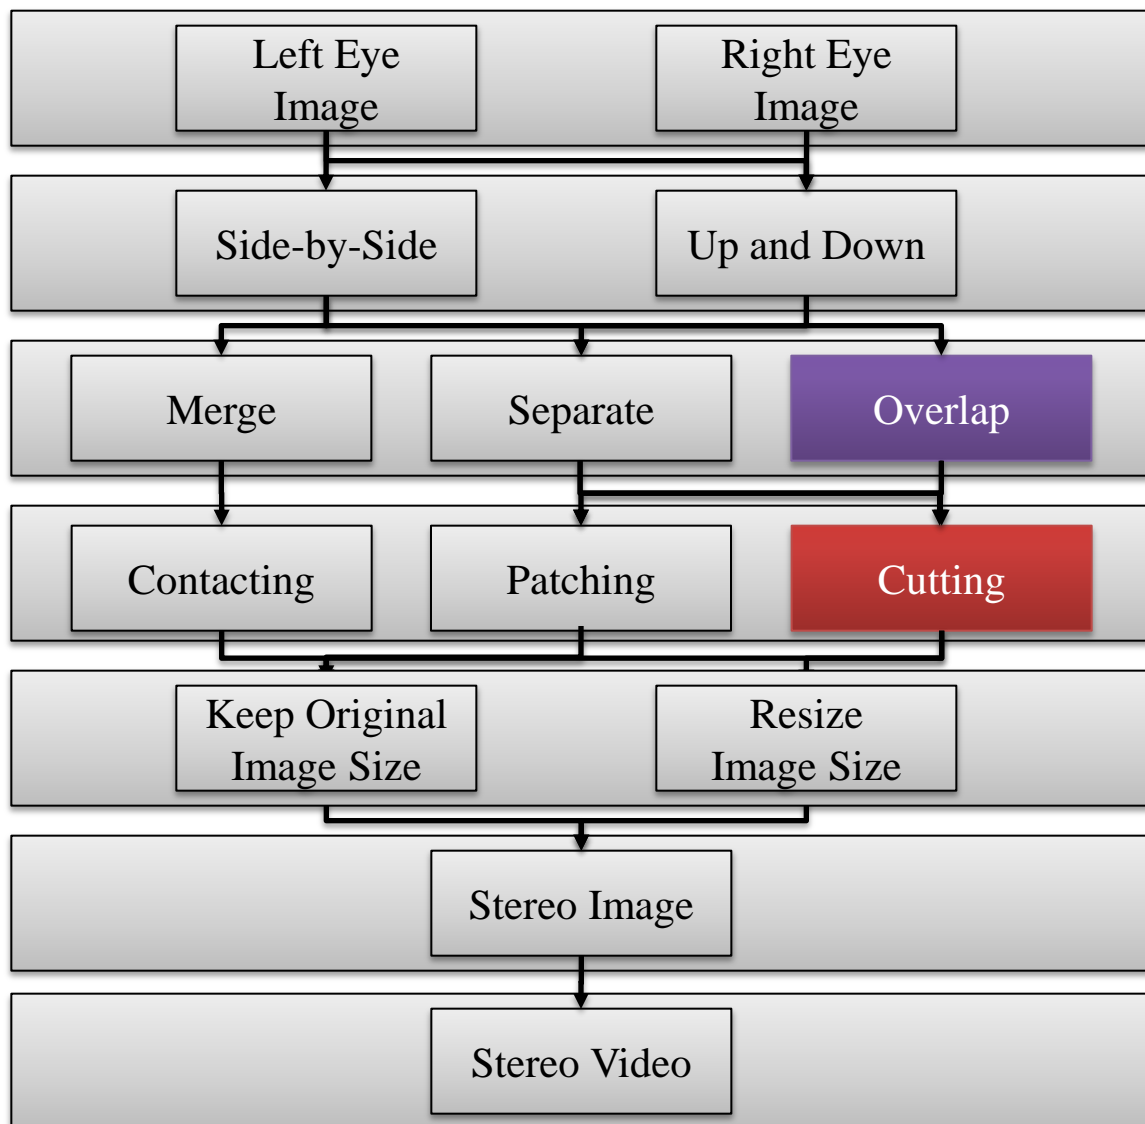 Left Eye
Image
Right Eye
Image
Side-by-Side
Up and Down
Merge
Separate
Overlap
Contacting
Patching
Cutting
Keep Original
Image Size
Resize
Image Size
Stereo Image
Stereo Video